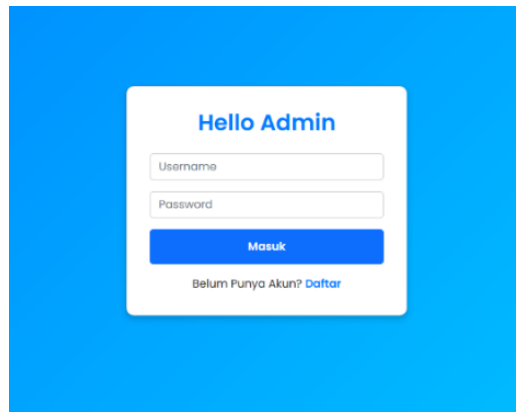 Hello Admin
Username
Password
Masuk
Belum Punya Akun? Daftar